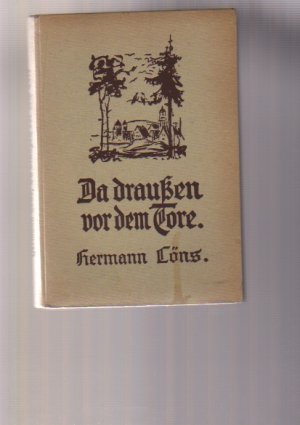 Da draußen
vor dem Tore.
Hermann Löns.